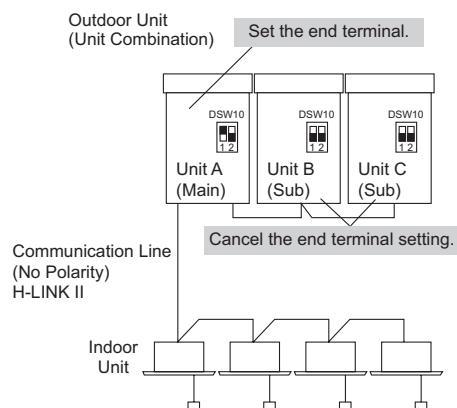 Outdoor Unit
(Unit Combination)
Set the end terminal.
DSW10
1 2
Unit A
(Main)
DSW10
1 2
Unit B
(Sub)
DSW10
1 2
Unit C
(Sub)
Cancel the end terminal setting.
Communication Line
(No Polarity)
H-LINK II
Indoor
Unit